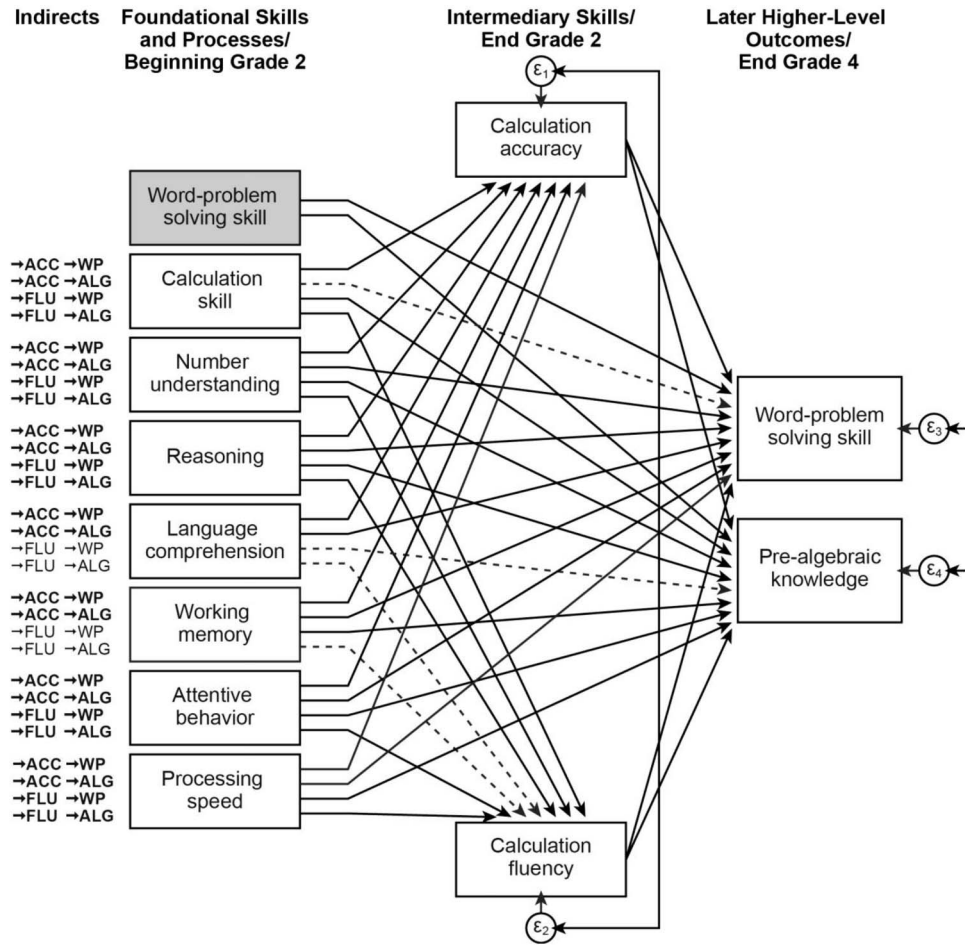 Indirects
Foundational Skills
and Processes/
Beginning Grade 2
Intermediary Skills/
End Grade 2
Later Higher-Level
Outcomes/
End Grade 4
ε1
Calculation
accuracy
Word-problem
solving skill
→ACC →WP
→ACC →ALG
→FLU →WP
→FLU →ALG
Calculation
skill
→ACC →WP
→ACC →ALG
→FLU →WP
→FLU →ALG
Number
understanding
→ACC →WP
→ACC →ALG
→FLU →WP
→FLU →ALG
Reasoning
→ACC →WP
→ACC →ALG
→FLU →WP
→FLU →ALG
Language
comprehension
→ACC →WP
→ACC →ALG
→FLU →WP
→FLU →ALG
Working
memory
→ACC →WP
→ACC →ALG
→FLU →WP
→FLU →ALG
Attentive
behavior
→ACC →WP
→ACC →ALG
→FLU →WP
→FLU →ALG
Processing
speed
Word-problem
solving skill
ε3
Pre-algebraic
knowledge
ε4
Calculation
fluency
ε2